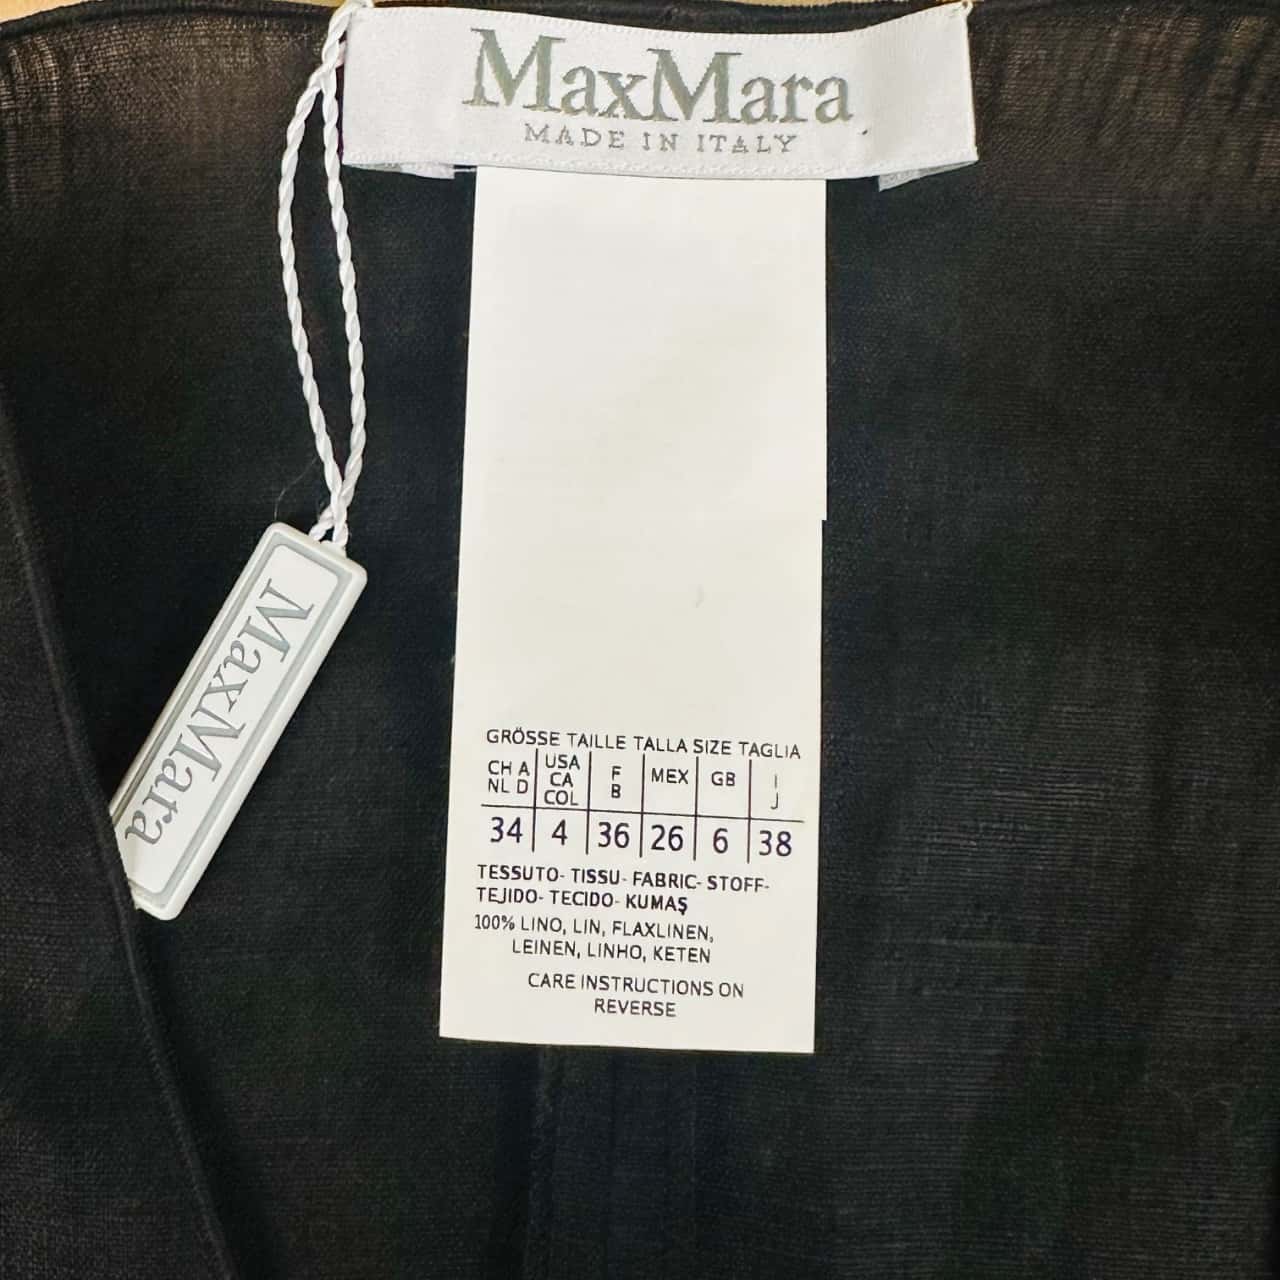 MaxMara
MADE IN ITALY
MaxMara
GRÖSSE TAILLE TALLA SIZE TAGLIA
CH A USA F MEX GB I
NL D CA B J
COL
34 4 36 26 6 38
TESSUTO- TISSU- FABRIC- STOFF-
TEJIDO- TECIDO- KUMAŞ
100% LINO, LIN, FLAXLINEN,
LEINEN, LINHO, KETEN
CARE INSTRUCTIONS ON
REVERSE